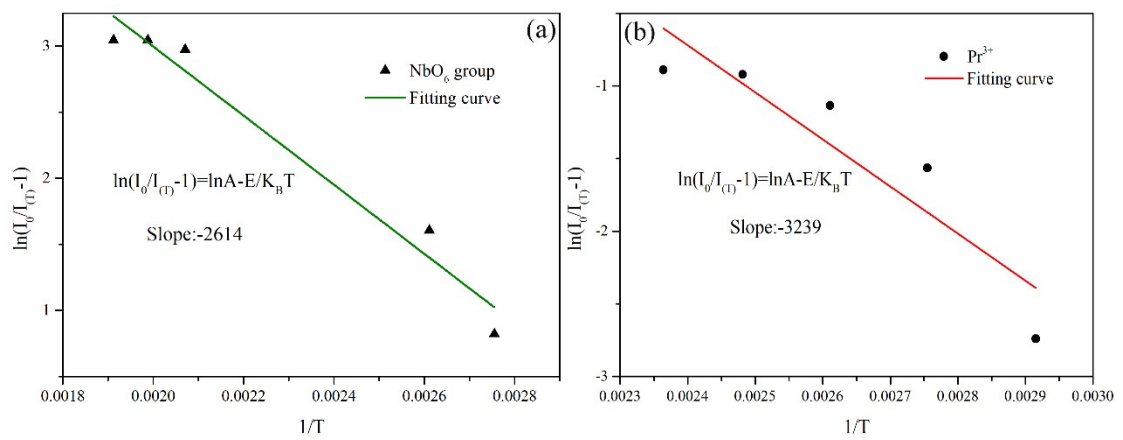 (a)
3
2
1
ln(I₀/I₍T₎-1)
NbO₆ group
Fitting curve
ln(I₀/I₍T₎-1)=lnA-E/K_BT
Slope:-2614
0.0018 0.0020 0.0022 0.0024 0.0026 0.0028
1/T
(b)
-1
-2
-3
ln(I₀/I₍T₎-1)
Pr³⁺
Fitting curve
ln(I₀/I₍T₎-1)=lnA-E/K_BT
Slope:-3239
0.0023 0.0024 0.0025 0.0026 0.0027 0.0028 0.0029 0.0030
1/T